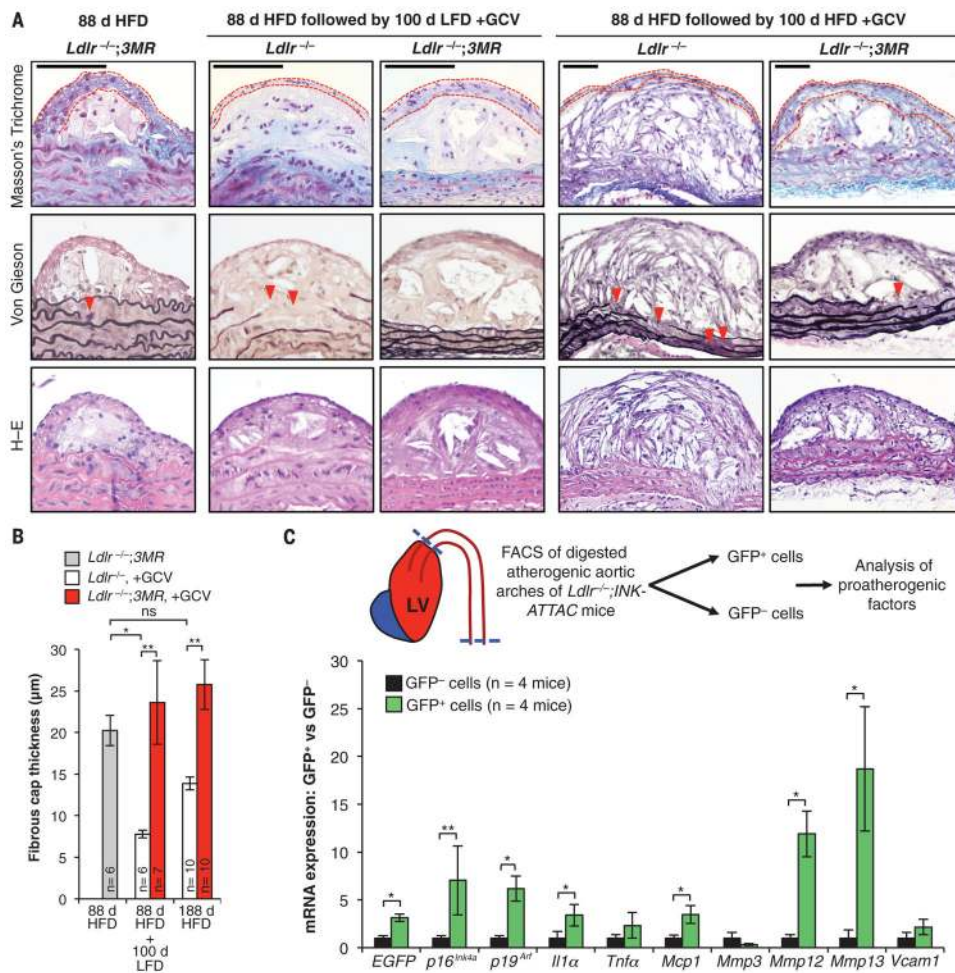 A
88 d HFD
88 d HFD followed by 100 d LFD +GCV
88 d HFD followed by 100 d HFD +GCV
Ldlr –/–;3MR
Ldlr –/–
Ldlr –/–;3MR
Ldlr –/–
Ldlr –/–;3MR
Masson's Trichrome
Von Gieson
H–E
B
Ldlr–/–;3MR
Ldlr–/–, +GCV
Ldlr–/–;3MR, +GCV
ns
*
**
**
Fibrous cap thickness (µm)
30
25
20
15
10
5
0
n= 6
n= 6
n= 7
n= 10
n= 10
88 d
HFD
88 d
HFD
+
100 d
LFD
188 d
HFD
C
LV
FACS of digested
atherogenic aortic
arches of Ldlr–/–;INK-
ATTAC mice
GFP+ cells
GFP– cells
Analysis of
proatherogenic
factors
GFP– cells (n = 4 mice)
GFP+ cells (n = 4 mice)
mRNA expression: GFP+ vs GFP–
30
25
20
15
10
5
0
*
**
*
*
*
*
*
EGFP
p16Ink4a
p19Arf
Il1α
Tnfα
Mcp1
Mmp3
Mmp12
Mmp13
Vcam1